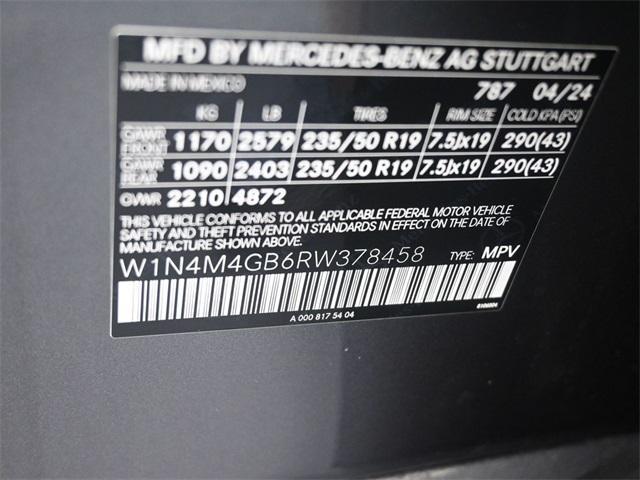 MFD BY MERCEDES-BENZ AG STUTTGART
MADE IN MEXICO 787 04/24
KG LB TIRES RIM SIZE COLD KPA (PSI)
GAWR FRONT 1170 2579 235/50 R19 7.5Jx19 290(43)
GAWR REAR 1090 2403 235/50 R19 7.5Jx19 290(43)
GVWR 2210 4872
THIS VEHICLE CONFORMS TO ALL APPLICABLE FEDERAL MOTOR VEHICLE
SAFETY AND THEFT PREVENTION STANDARDS IN EFFECT ON THE DATE OF
MANUFACTURE SHOWN ABOVE.
W1N4M4GB6RW378458 TYPE: MPV
A 000 817 54 04